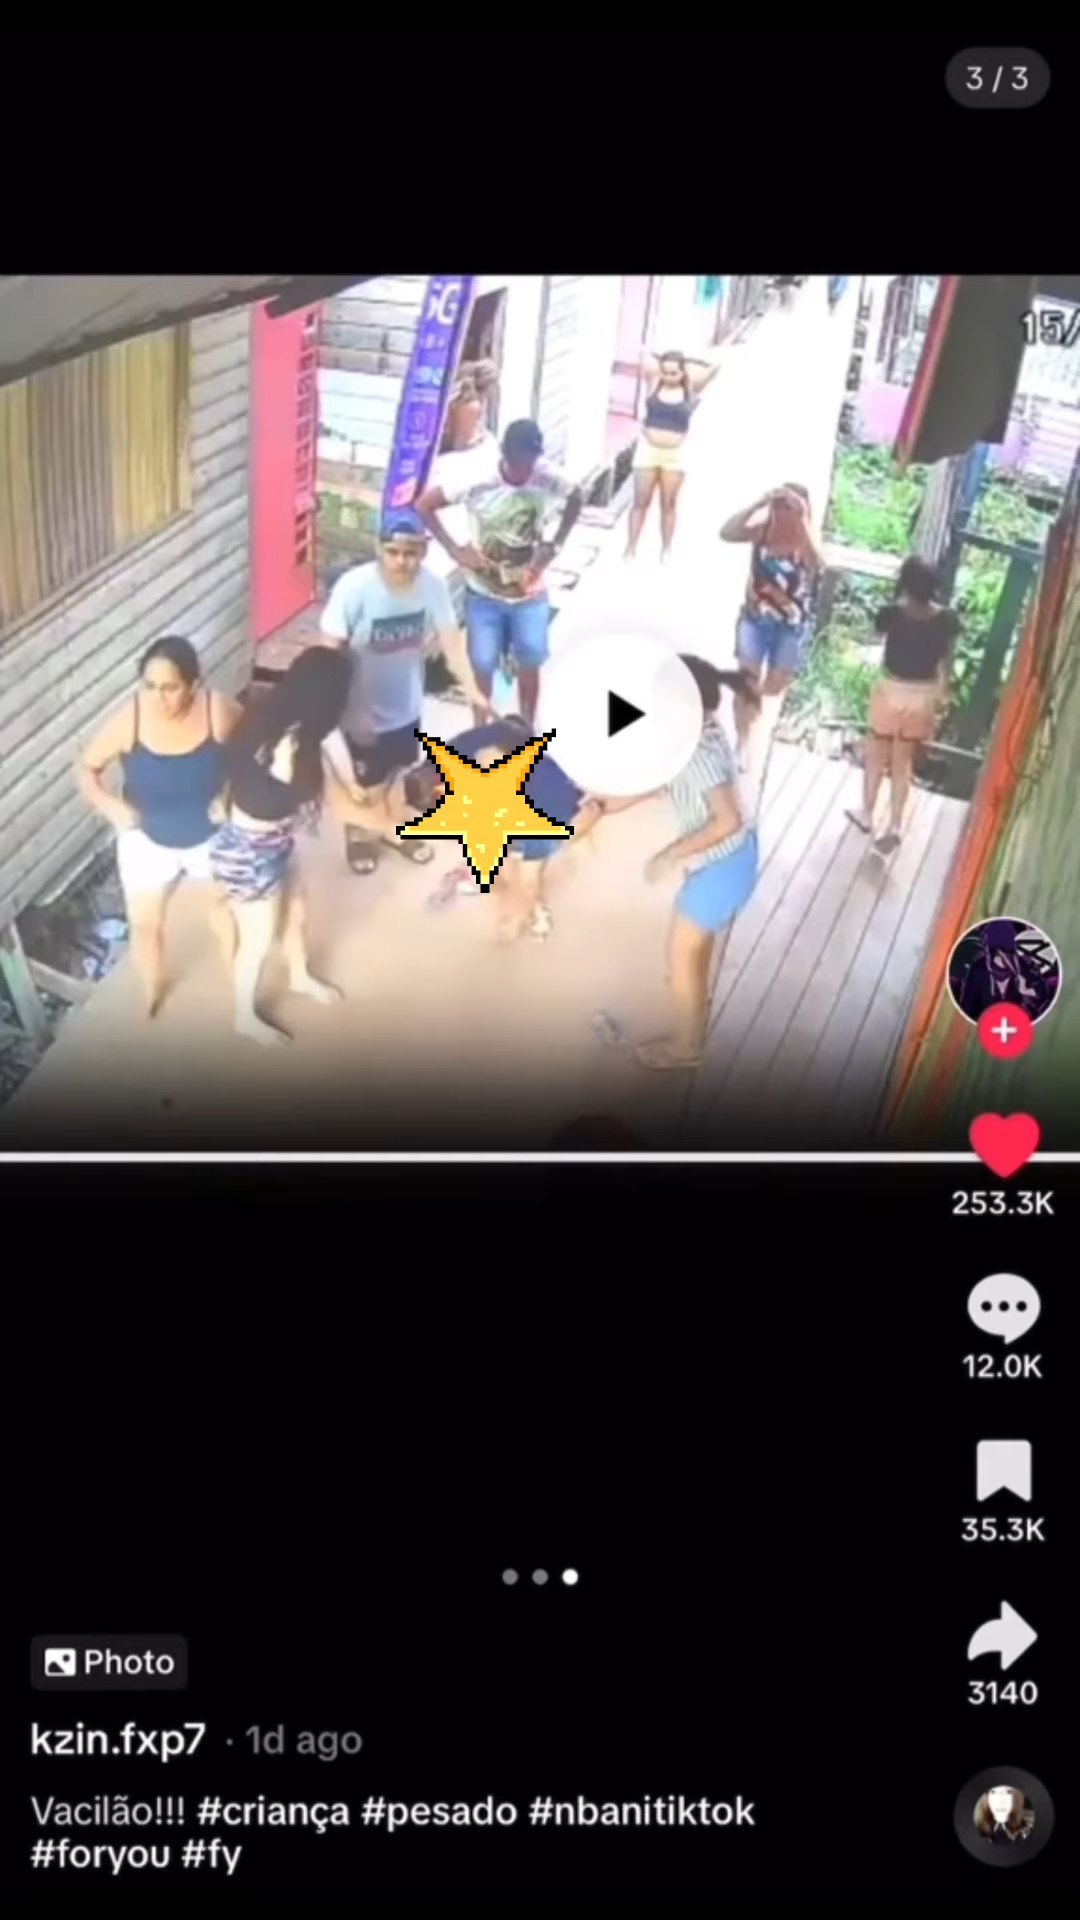 3 / 3
5G
15/
253.3K
12.0K
35.3K
3140
Photo
kzin.fxp7 · 1d ago
Vacilão!!! #criança #pesado #nbanitiktok
#foryou #fy